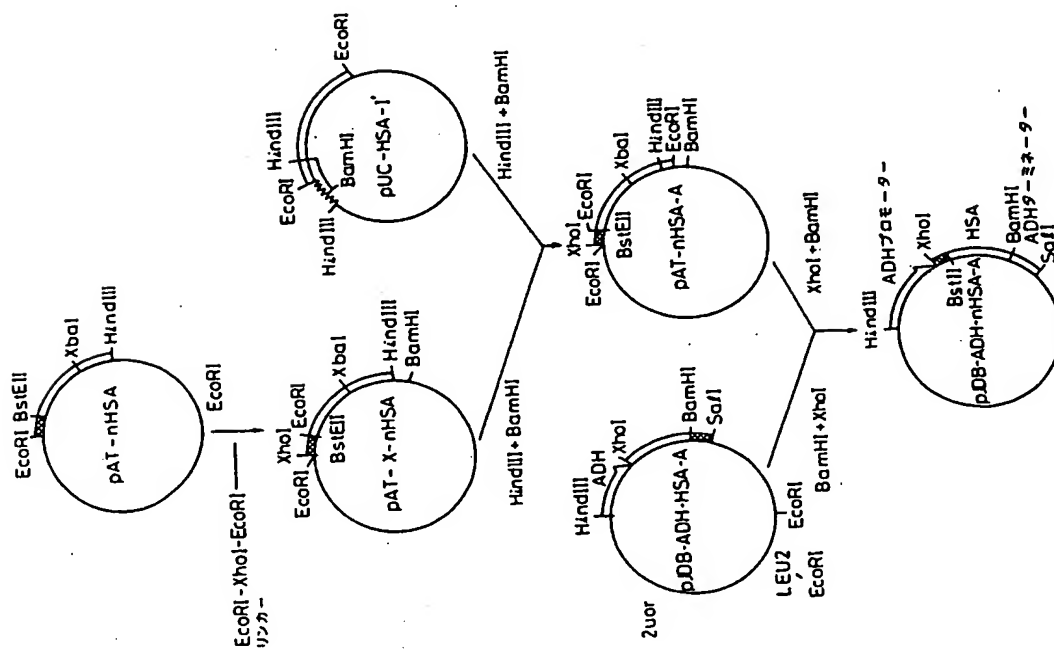 EcoRI BstEII
XbaI
HindIII
pAT-nHSA
EcoRI-XhoI-EcoRI
リンカー
EcoRI
EcoRI
XhoI
EcoRI
BstEII
XbaI
HindIII
BamHI
pAT-X-nHSA
EcoRI
HindIII
BamHI
HindIII
EcoRI
pUC-HSA-I'
HindIII+BamHI
HindIII+BamHI
EcoRI
XhoI
EcoRI
BstEII
XbaI
HindIII
EcoRI
BamHI
pAT-nHSA-A
HindIII
ADH
XhoI
BamHI
SalI
pJDB-ADH-HSA-A
2uor
LEU2
EcoRI
EcoRI
BamHI+XhoI
XhoI+BamHI
HindIII
ADHプロモーター
XhoI
BstII
HSA
BamHI
ADHターミネーター
SalI
pJDB-ADH-nHSA-A